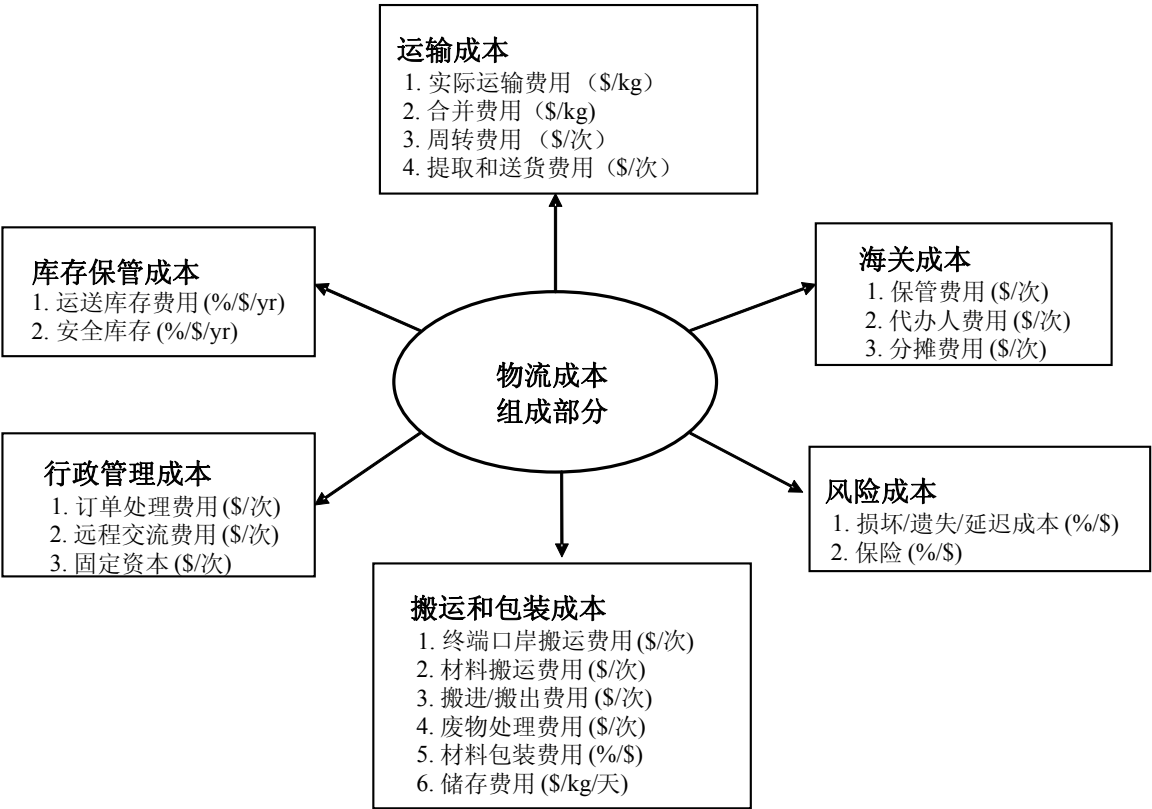 运输成本
1. 实际运输费用（$/kg）
2. 合并费用（$/kg)
3. 周转费用 （$/次）
4. 提取和送货费用（$/次）
库存保管成本
1. 运送库存费用 (%/$/yr)
2. 安全库存 (%/$/yr)
海关成本
1. 保管费用 ($/次)
2. 代办人费用 ($/次)
3. 分摊费用 ($/次)
物流成本
组成部分
行政管理成本
1. 订单处理费用 ($/次)
2. 远程交流费用 ($/次)
3. 固定资本 ($/次)
风险成本
1. 损坏/遗失/延迟成本 (%/$)
2. 保险 (%/$)
搬运和包装成本
1. 终端口岸搬运费用 ($/次)
2. 材料搬运费用 ($/次)
3. 搬进/搬出费用 ($/次)
4. 废物处理费用 ($/次)
5. 材料包装费用 (%/$)
6. 储存费用 ($/kg/天)